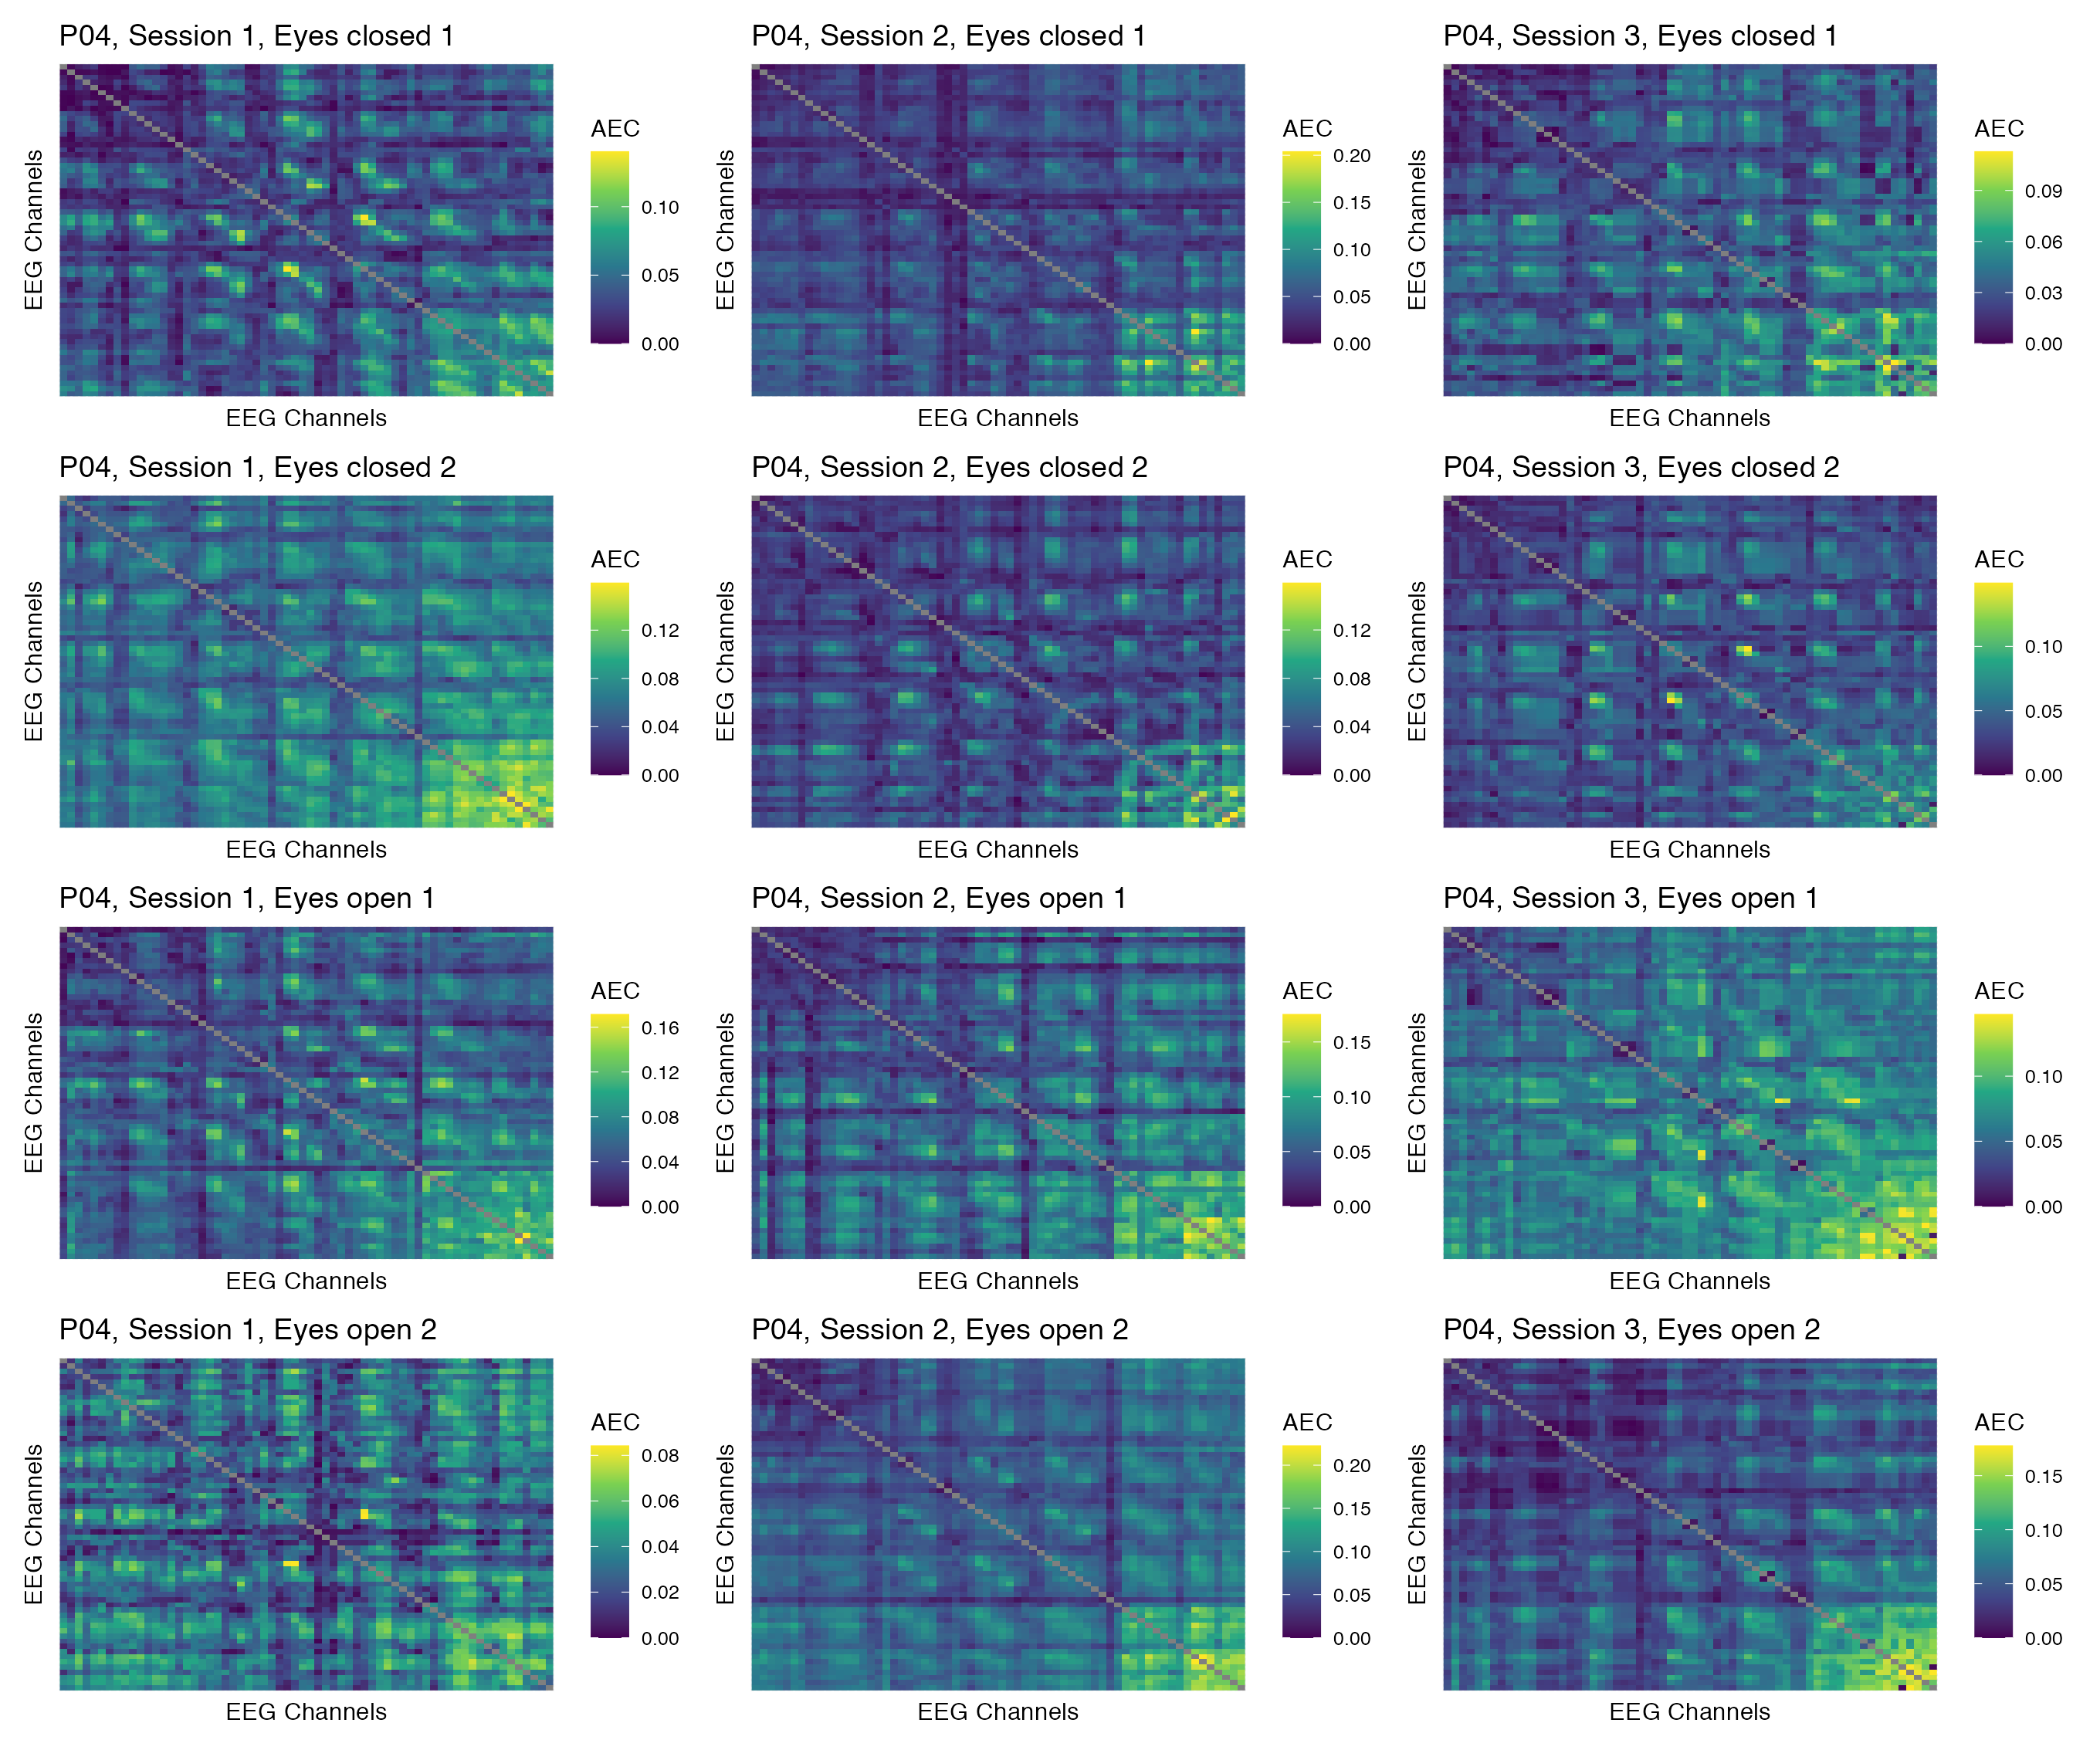 P04, Session 1, Eyes closed 1
EEG Channels
EEG Channels
AEC
0.10
0.05
0.00
P04, Session 2, Eyes closed 1
EEG Channels
EEG Channels
AEC
0.20
0.15
0.10
0.05
0.00
P04, Session 3, Eyes closed 1
EEG Channels
EEG Channels
AEC
0.09
0.06
0.03
0.00
P04, Session 1, Eyes closed 2
EEG Channels
EEG Channels
AEC
0.12
0.08
0.04
0.00
P04, Session 2, Eyes closed 2
EEG Channels
EEG Channels
AEC
0.12
0.08
0.04
0.00
P04, Session 3, Eyes closed 2
EEG Channels
EEG Channels
AEC
0.10
0.05
0.00
P04, Session 1, Eyes open 1
EEG Channels
EEG Channels
AEC
0.16
0.12
0.08
0.04
0.00
P04, Session 2, Eyes open 1
EEG Channels
EEG Channels
AEC
0.15
0.10
0.05
0.00
P04, Session 3, Eyes open 1
EEG Channels
EEG Channels
AEC
0.10
0.05
0.00
P04, Session 1, Eyes open 2
EEG Channels
EEG Channels
AEC
0.08
0.06
0.04
0.02
0.00
P04, Session 2, Eyes open 2
EEG Channels
EEG Channels
AEC
0.20
0.15
0.10
0.05
0.00
P04, Session 3, Eyes open 2
EEG Channels
EEG Channels
AEC
0.15
0.10
0.05
0.00